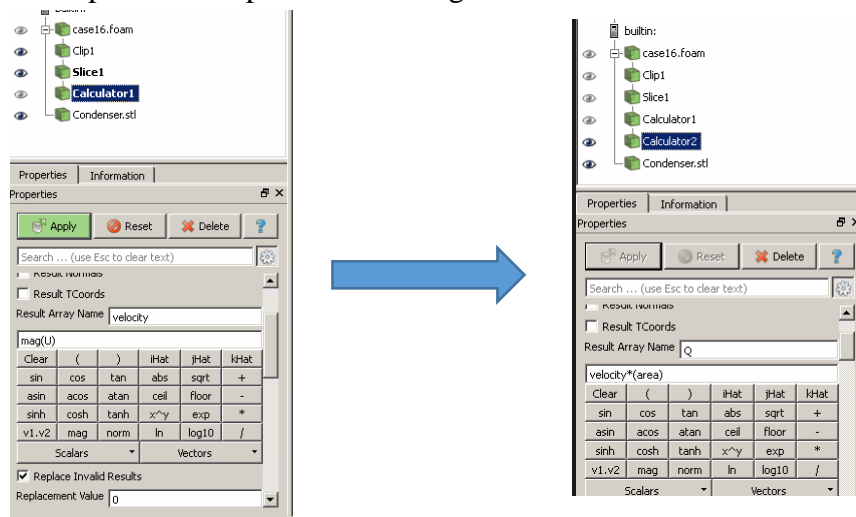 builtin:
case16.foam
Clip1
Slice1
Calculator1
Condenser.stl
Properties Information
Properties
Apply Reset Delete ?
Search ... (use Esc to clear text)
Result Normals
Result TCoords
Result Array Name velocity
mag(U)
Clear ( ) iHat jHat kHat
sin cos tan abs sqrt +
asin acos atan ceil floor -
sinh cosh tanh x^y exp *
v1.v2 mag norm ln log10 /
Scalars Vectors
Replace Invalid Results
Replacement Value 0
builtin:
case16.foam
Clip1
Slice1
Calculator1
Calculator2
Condenser.stl
Properties Information
Properties
Apply Reset Delete ?
Search ... (use Esc to clear text)
Result Normals
Result TCoords
Result Array Name Q
velocity*(area)
Clear ( ) iHat jHat kHat
sin cos tan abs sqrt +
asin acos atan ceil floor -
sinh cosh tanh x^y exp *
v1.v2 mag norm ln log10 /
Scalars Vectors